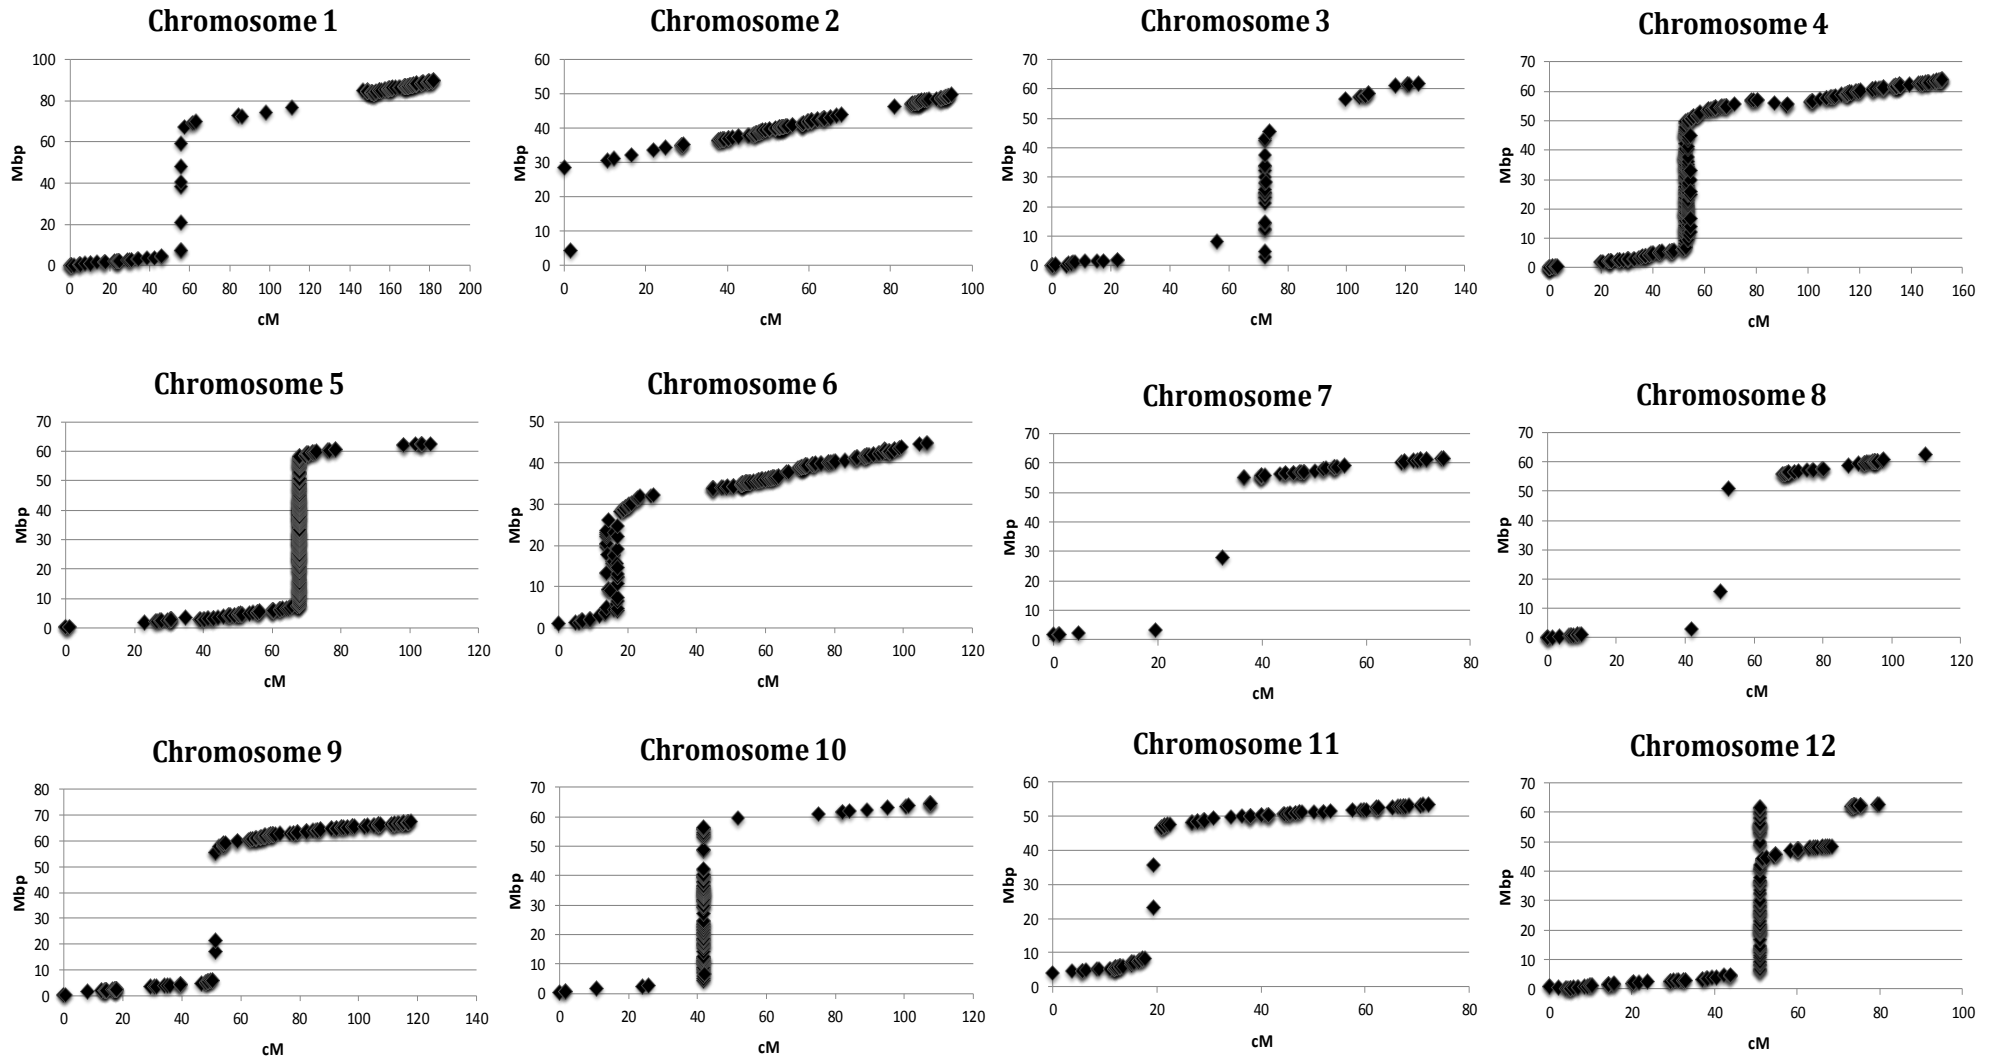 Chromosome 1
100
80
60
40
20
0
Mbp
0 20 40 60 80 100 120 140 160 180 200
cM
Chromosome 2
60
50
40
30
20
10
0
Mbp
0 20 40 60 80 100
cM
Chromosome 3
70
60
50
40
30
20
10
0
Mbp
0 20 40 60 80 100 120 140
cM
Chromosome 4
70
60
50
40
30
20
10
0
Mbp
0 20 40 60 80 100 120 140 160
cM
Chromosome 5
70
60
50
40
30
20
10
0
Mbp
0 20 40 60 80 100 120
cM
Chromosome 6
50
40
30
20
10
0
Mbp
0 20 40 60 80 100 120
cM
Chromosome 7
70
60
50
40
30
20
10
0
Mbp
0 20 40 60 80
cM
Chromosome 8
70
60
50
40
30
20
10
0
Mbp
0 20 40 60 80 100 120
cM
Chromosome 9
80
70
60
50
40
30
20
10
0
Mbp
0 20 40 60 80 100 120 140
cM
Chromosome 10
70
60
50
40
30
20
10
0
Mbp
0 20 40 60 80 100 120
cM
Chromosome 11
60
50
40
30
20
10
0
Mbp
0 20 40 60 80
cM
Chromosome 12
70
60
50
40
30
20
10
0
Mbp
0 20 40 60 80 100
cM